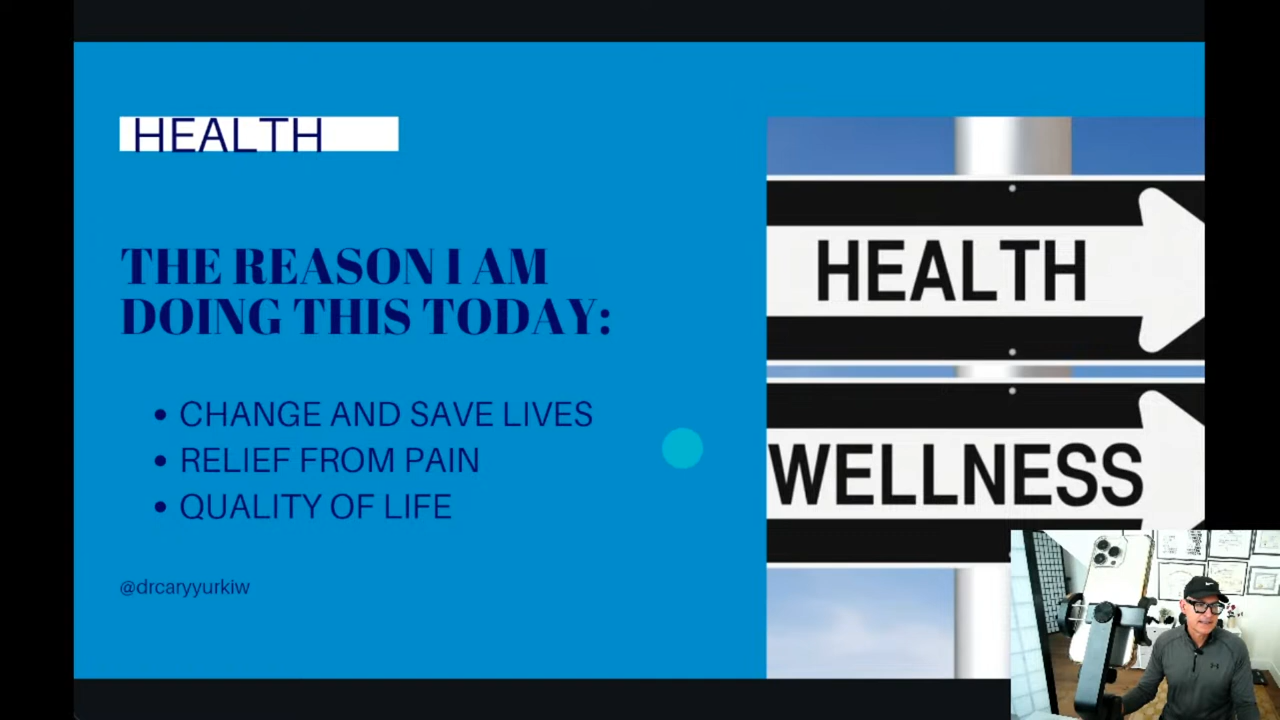 HEALTH
THE REASON I AM
DOING THIS TODAY:
• CHANGE AND SAVE LIVES
• RELIEF FROM PAIN
• QUALITY OF LIFE
@drcaryyurkiw
HEALTH
WELLNESS